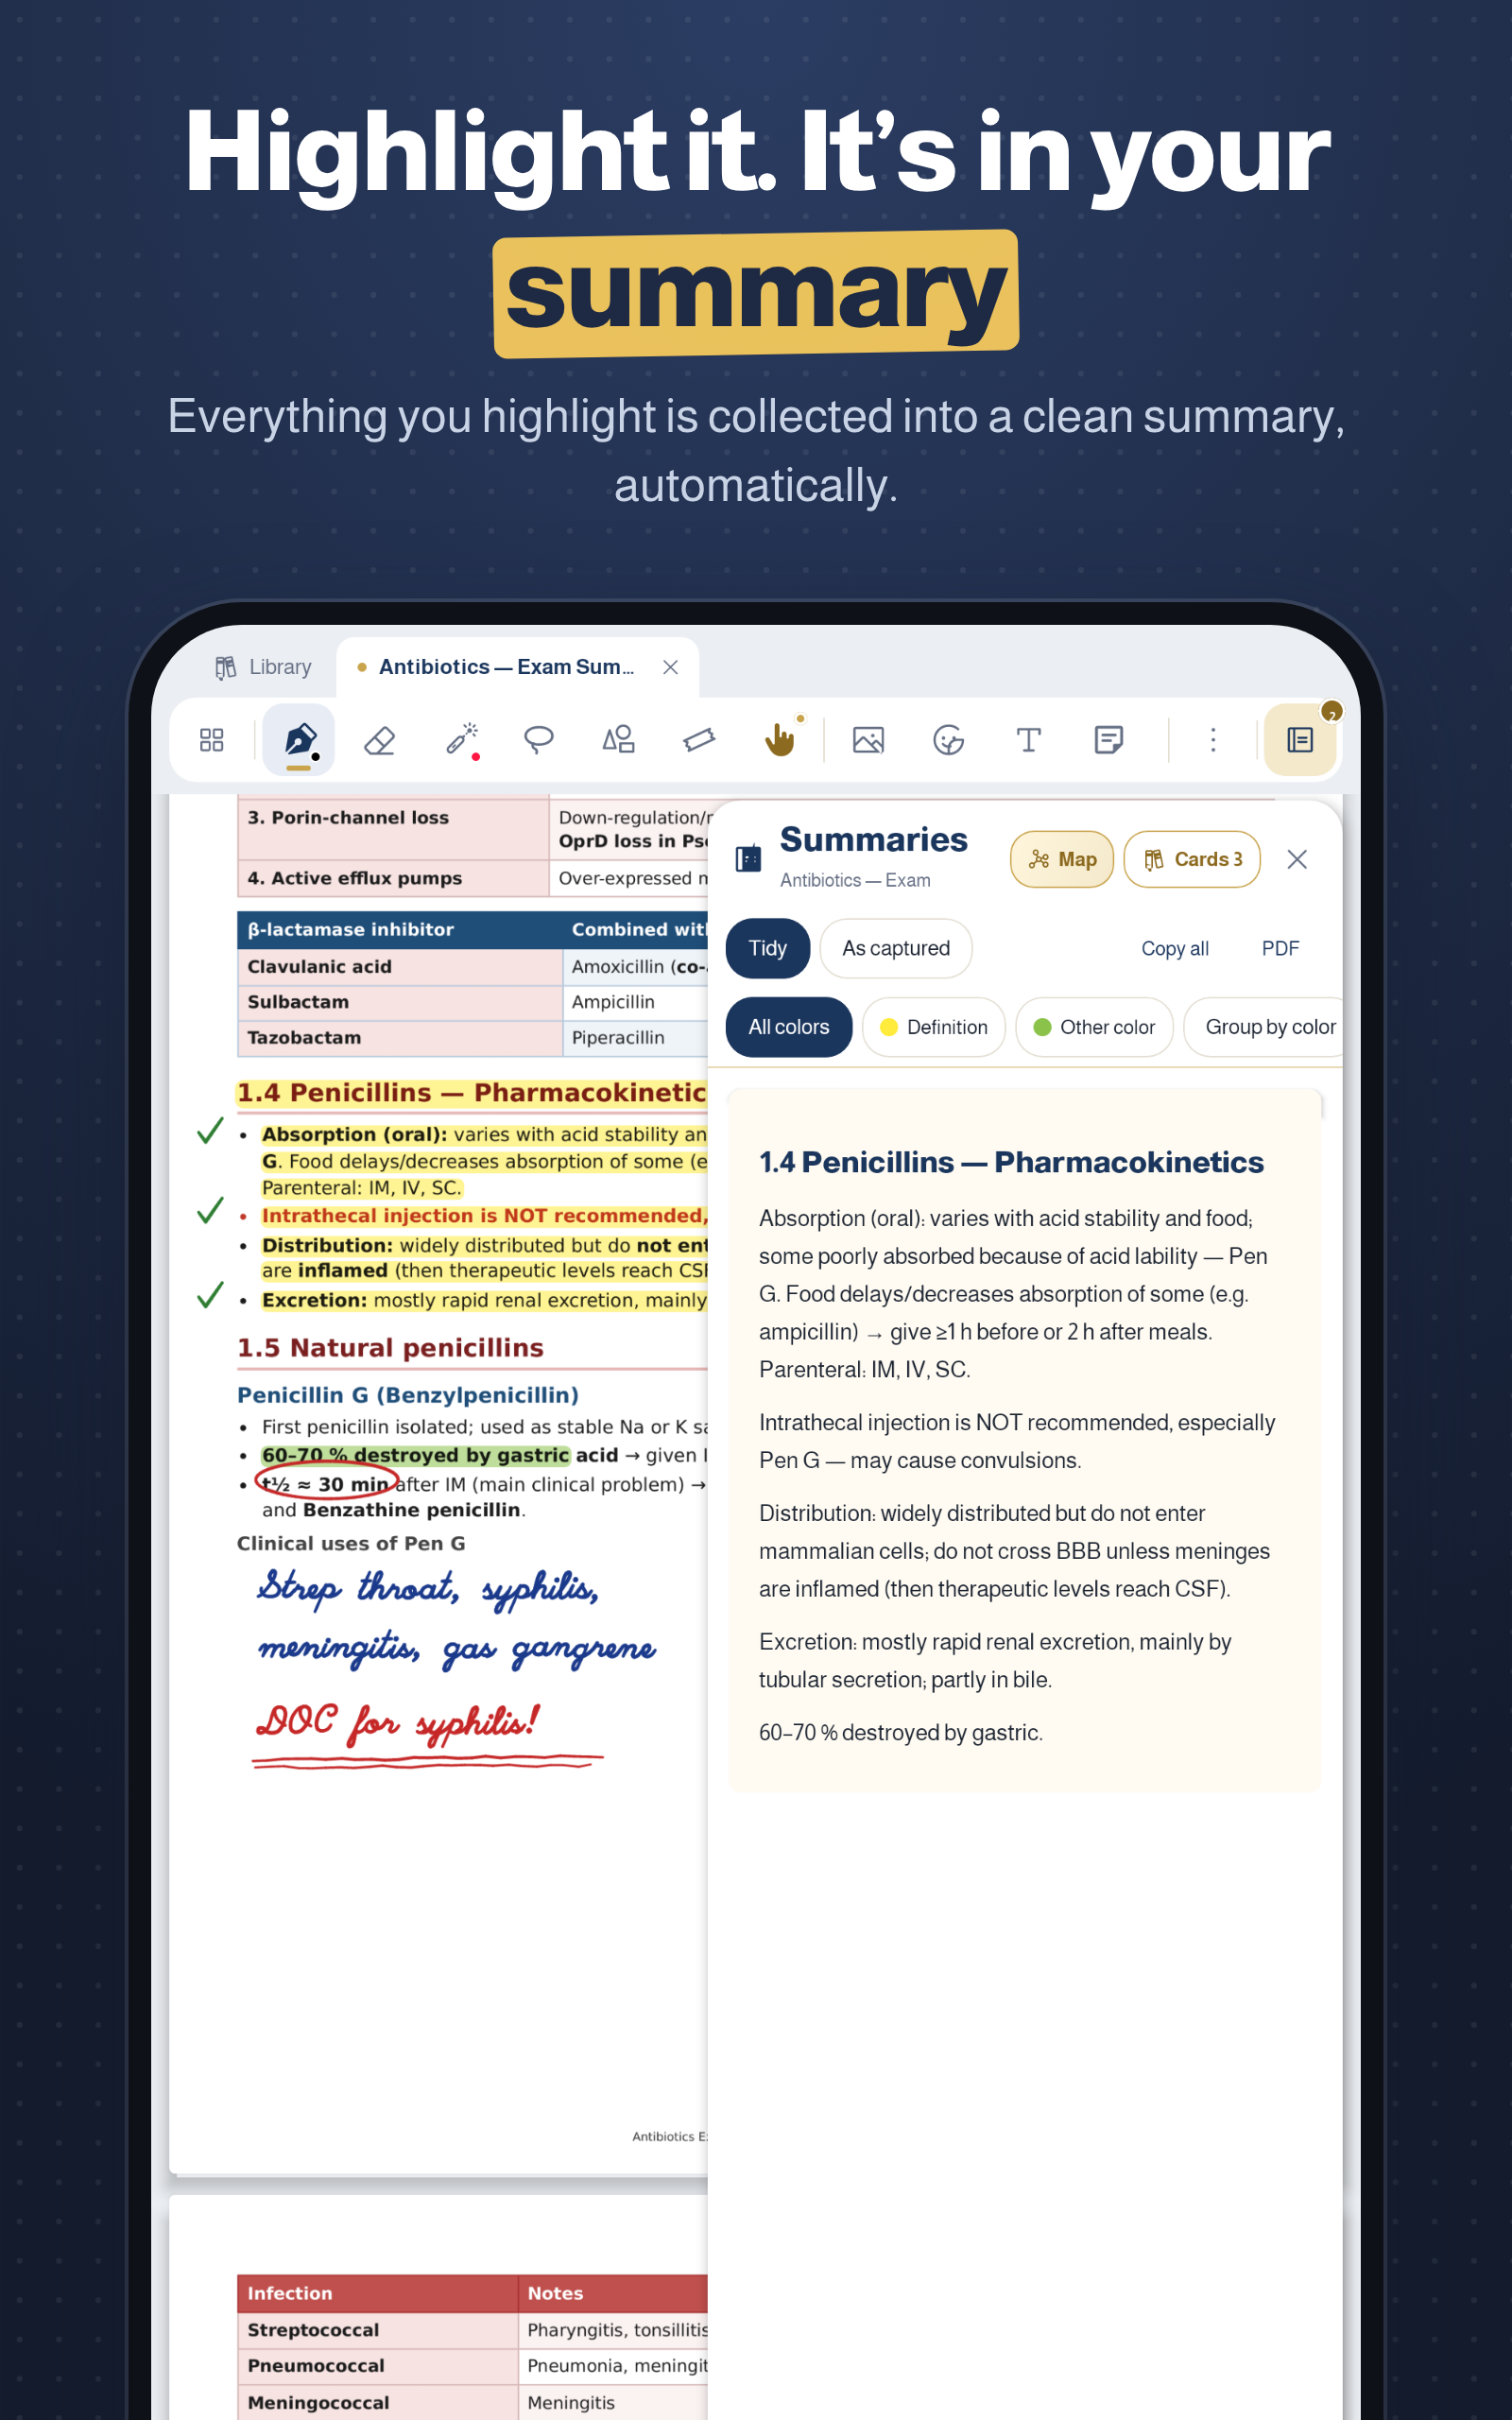 Highlight it. It’s in your
summary
Everything you highlight is collected into a clean summary,
automatically.
Library
Antibiotics — Exam Sum...
2
3. Porin-channel loss
Down-regulation/
OprD loss in
4. Active efflux pumps
Over-expressed
β-lactamase inhibitor
Combined with
Clavulanic acid
Amoxicillin (co-
Sulbactam
Ampicillin
Tazobactam
Piperacillin
1.4 Penicillins — Pharmacokinetic
Absorption (oral): varies with acid stability an
G. Food delays/decreases absorption of some (e
Parenteral: IM, IV, SC.
Intrathecal injection is NOT recommended,
Distribution: widely distributed but do not ent
are inflamed (then therapeutic levels reach CSF
Excretion: mostly rapid renal excretion, mainly
1.5 Natural penicillins
Penicillin G (Benzylpenicillin)
First penicillin isolated; used as stable Na or K sa
60–70 % destroyed by gastric acid → given
t½ ≈ 30 min after IM (main clinical problem) →
and Benzathine penicillin.
Clinical uses of Pen G
Strep throat, syphilis,
meningitis, gas gangrene
DOC for syphilis!
Antibiotics
Infection
Notes
Streptococcal
Pharyngitis, tonsillitis
Pneumococcal
Pneumonia, meningit
Meningococcal
Meningitis
Summaries
Antibiotics — Exam
Map
Cards 3
Tidy
As captured
Copy all
PDF
All colors
Definition
Other color
Group by color
1.4 Penicillins — Pharmacokinetics
Absorption (oral): varies with acid stability and food;
some poorly absorbed because of acid lability — Pen
G. Food delays/decreases absorption of some (e.g.
ampicillin) → give ≥1 h before or 2 h after meals.
Parenteral: IM, IV, SC.
Intrathecal injection is NOT recommended, especially
Pen G — may cause convulsions.
Distribution: widely distributed but do not enter
mammalian cells; do not cross BBB unless meninges
are inflamed (then therapeutic levels reach CSF).
Excretion: mostly rapid renal excretion, mainly by
tubular secretion; partly in bile.
60–70 % destroyed by gastric.